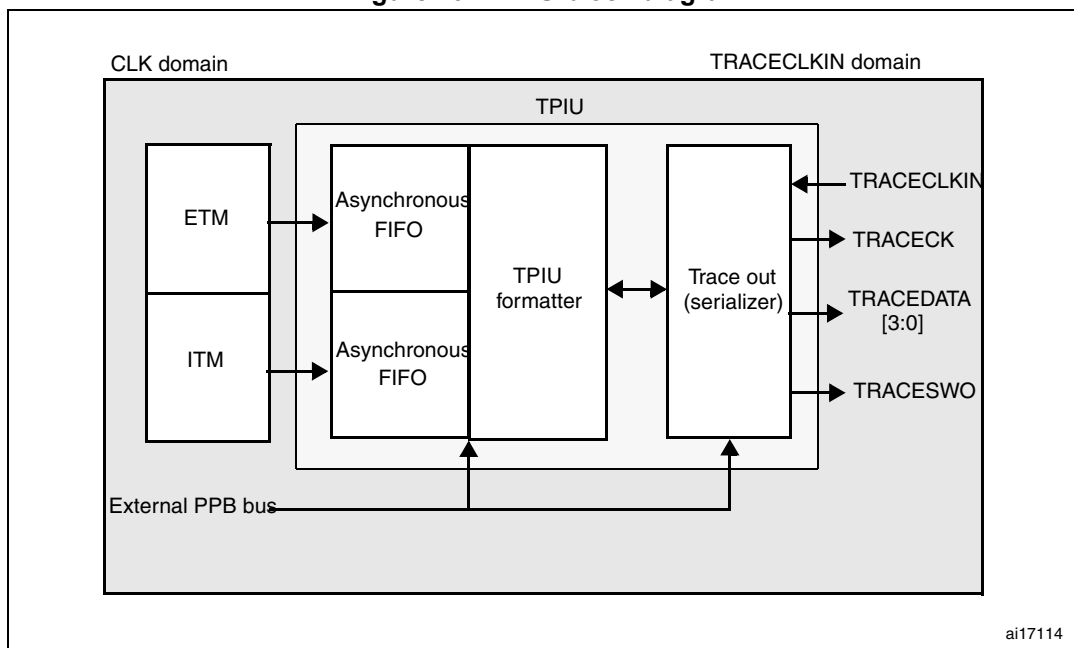 CLK domain
TRACECLKIN domain
TPIU
ETM
Asynchronous
FIFO
TPIU
formatter
Trace out
(serializer)
TRACECLKIN
TRACECK
TRACEDATA
[3:0]
TRACESWO
ITM
Asynchronous
FIFO
External PPB bus
ai17114